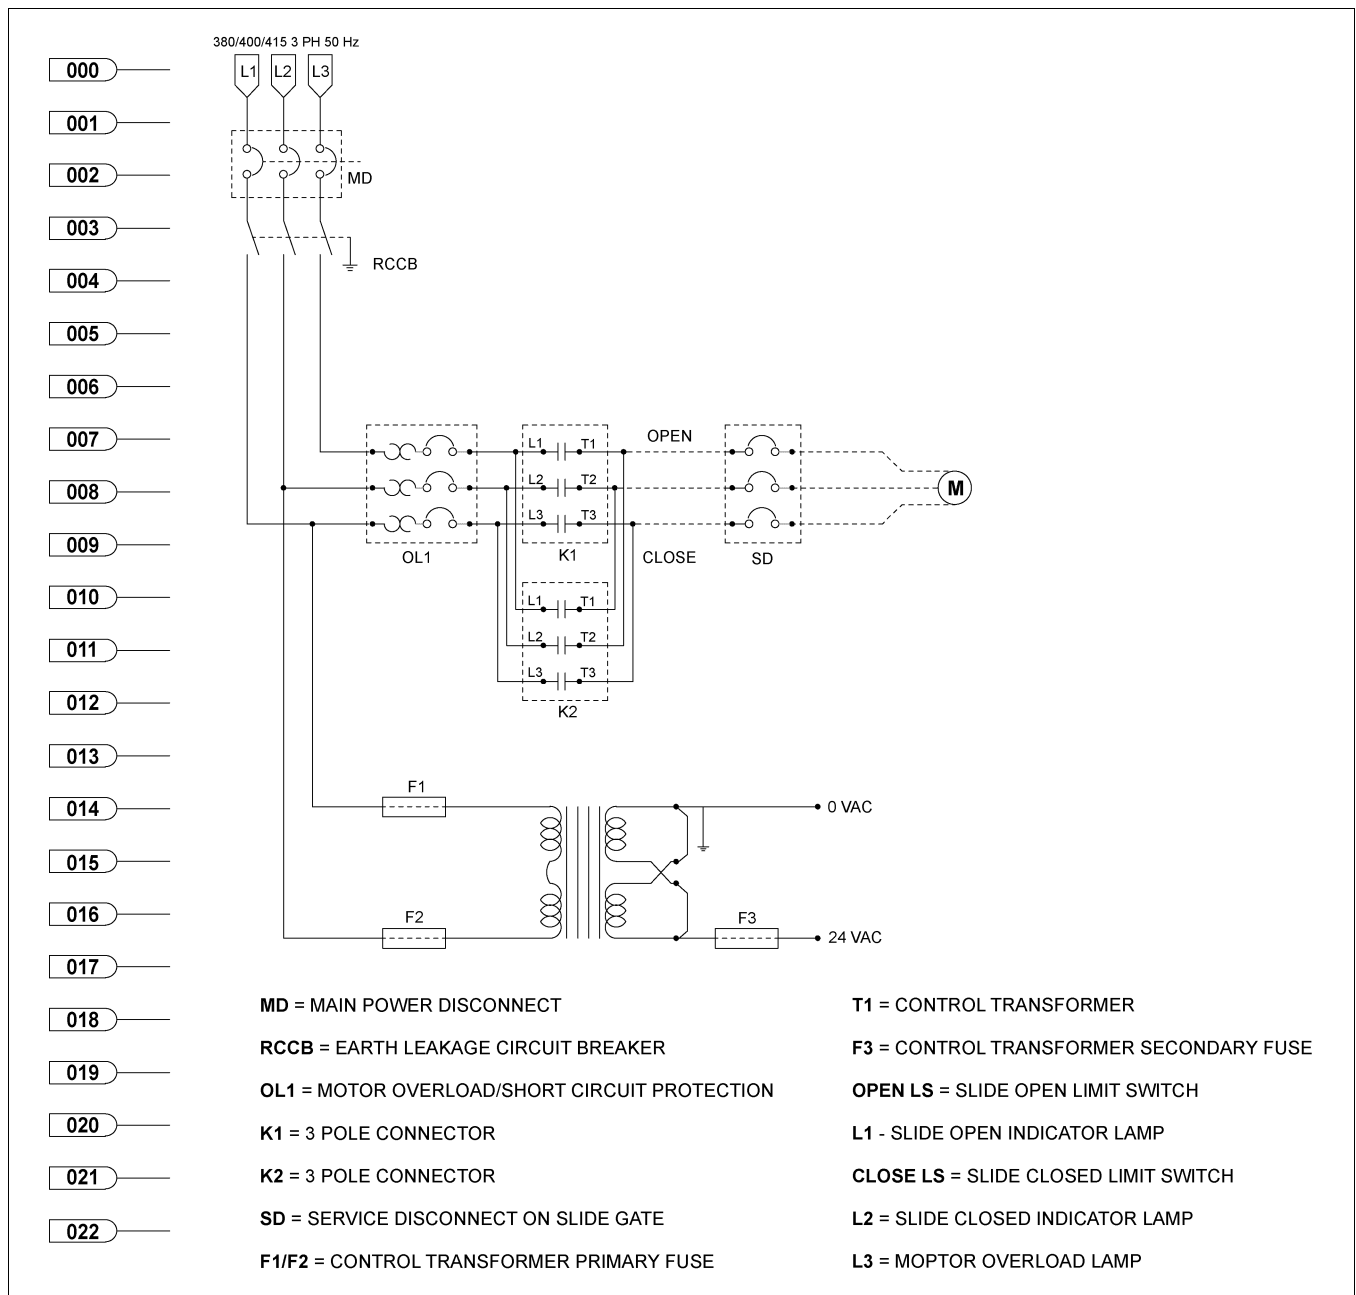 380/400/415 3 PH 50 Hz
000
L1 L2 L3
001
002
MD
003
RCCB
004
005
006
007
OPEN
L1 T1
008
L2 T2
M
L3 T3
009
OL1
K1
CLOSE
SD
010
L1 T1
011
L2 T2
L3 T3
012
K2
013
F1
014
0 VAC
015
016
F2
F3
24 VAC
017
018
019
020
021
022
MD = MAIN POWER DISCONNECT
RCCB = EARTH LEAKAGE CIRCUIT BREAKER
OL1 = MOTOR OVERLOAD/SHORT CIRCUIT PROTECTION
K1 = 3 POLE CONNECTOR
K2 = 3 POLE CONNECTOR
SD = SERVICE DISCONNECT ON SLIDE GATE
F1/F2 = CONTROL TRANSFORMER PRIMARY FUSE
T1 = CONTROL TRANSFORMER
F3 = CONTROL TRANSFORMER SECONDARY FUSE
OPEN LS = SLIDE OPEN LIMIT SWITCH
L1 - SLIDE OPEN INDICATOR LAMP
CLOSE LS = SLIDE CLOSED LIMIT SWITCH
L2 = SLIDE CLOSED INDICATOR LAMP
L3 = MOPTOR OVERLOAD LAMP